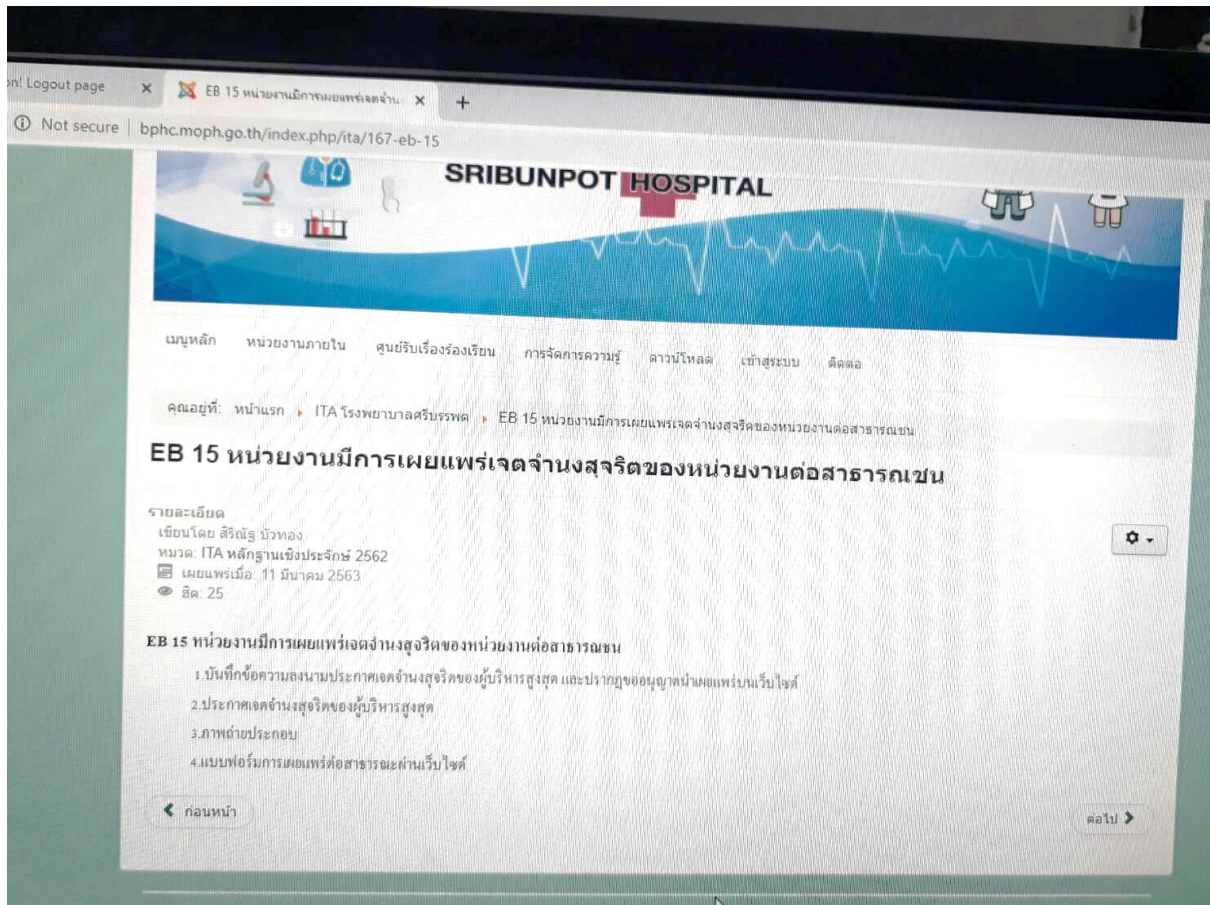 on! Logout page
EB 15 หน่วยงานมีการเผยแพร่เจตจำน
Not secure bphc.moph.go.th/index.php/ita/167-eb-15
SRIBUNPOT HOSPITAL
เมนูหลัก หน่วยงานภายใน ศูนย์รับเรื่องร้องเรียน การจัดการความรู้ ดาวน์โหลด เข้าสู่ระบบ ติดต่อ
คุณอยู่ที่: หน้าแรก ITA โรงพยาบาลศรีบรรพต EB 15 หน่วยงานมีการเผยแพร่เจตจำนงสุจริตของหน่วยงานต่อสาธารณชน
EB 15 หน่วยงานมีการเผยแพร่เจตจำนงสุจริตของหน่วยงานต่อสาธารณชน
รายละเอียด
เขียนโดย สิริณัฐ บัวทอง
หมวด: ITA หลักฐานเชิงประจักษ์ 2562
เผยแพร่เมื่อ: 11 มีนาคม 2563
ฮิต: 25
EB 15 หน่วยงานมีการเผยแพร่เจตจำนงสุจริตของหน่วยงานต่อสาธารณชน
1.บันทึกข้อความลงนามประกาศเจตจำนงสุจริตของผู้บริหารสูงสุด และปรากฏขออนุญาตนำเผยแพร่บนเว็บไซต์
2.ประกาศเจตจำนงสุจริตของผู้บริหารสูงสุด
3.ภาพถ่ายประกอบ
4.แบบฟอร์มการเผยแพร่ต่อสาธารณะผ่านเว็บไซต์
ก่อนหน้า
ต่อไป